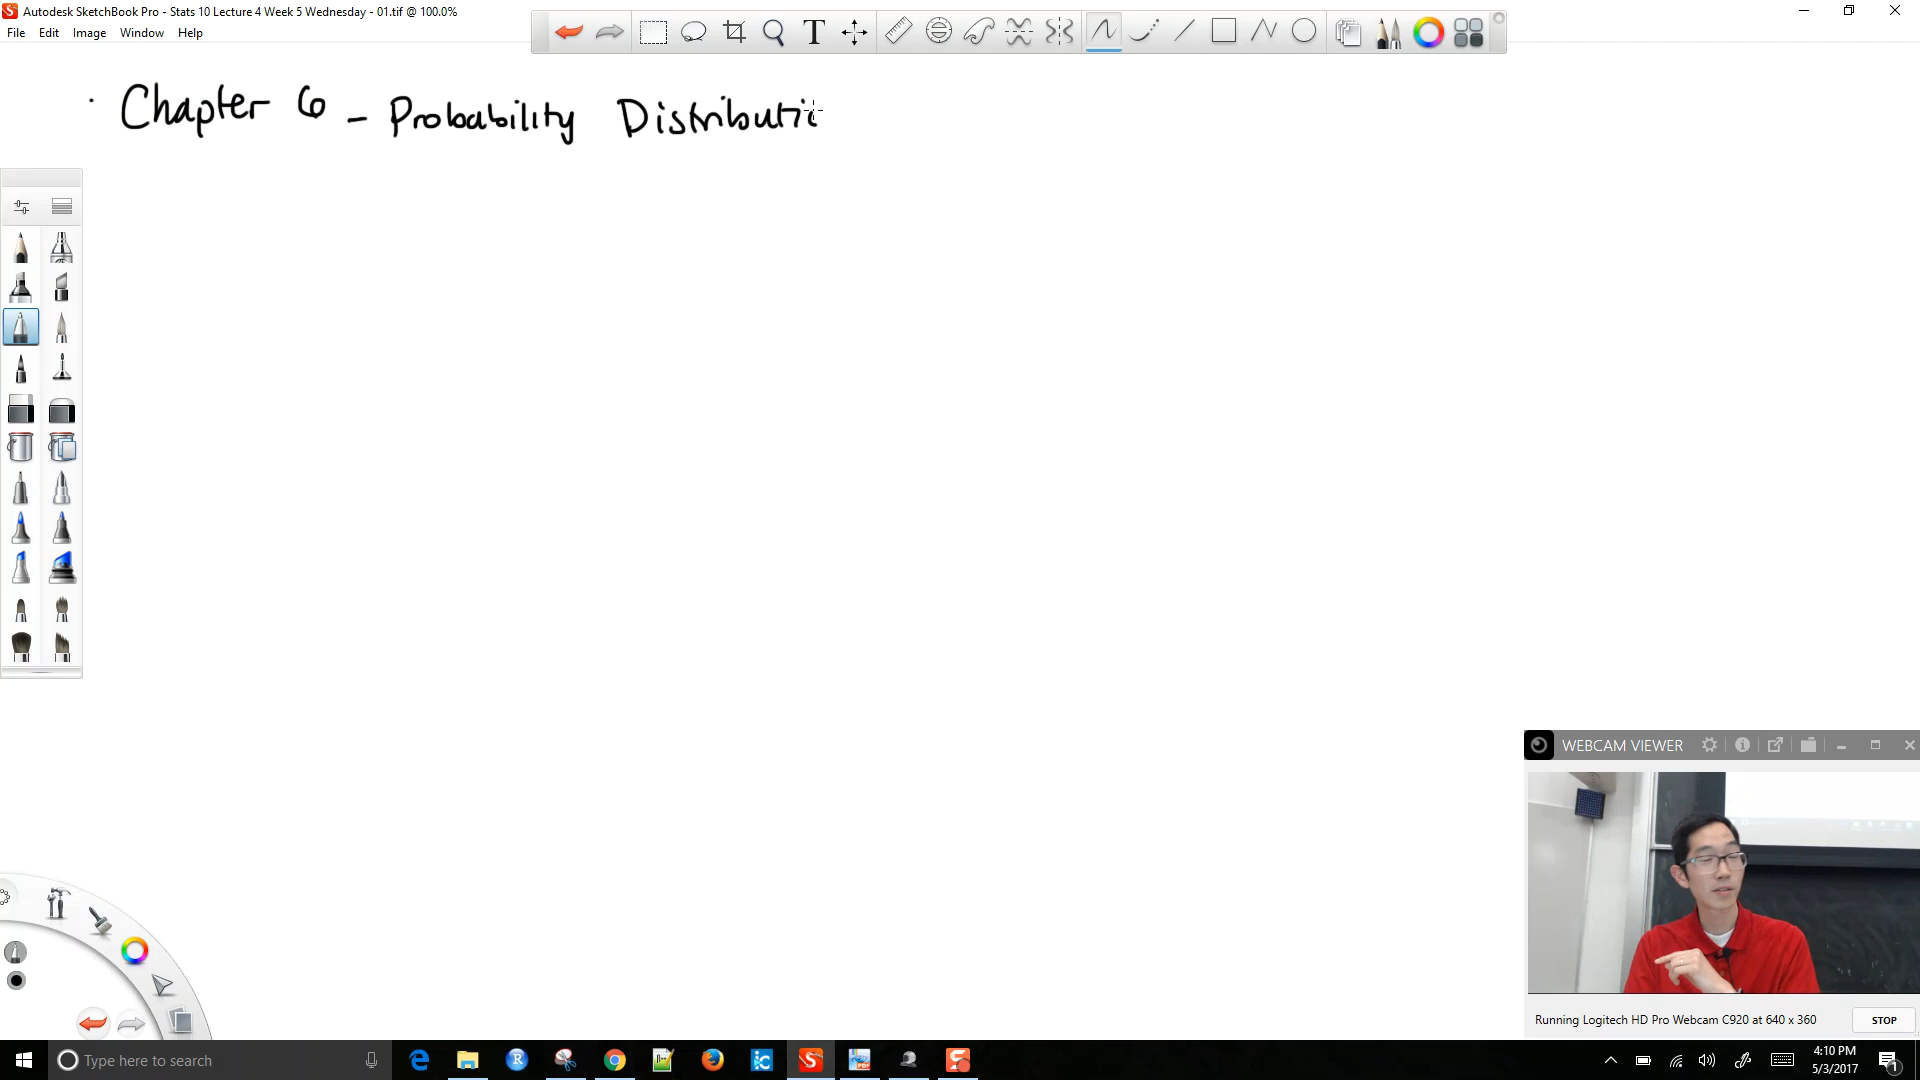 Autodesk SketchBook Pro - Stats 10 Lecture 4 Week 5 Wednesday - 01.tif @ 100.0%
File Edit Image Window Help
· Chapter 6 - Probability Distributi
WEBCAM VIEWER
Running Logitech HD Pro Webcam C920 at 640 x 360
STOP
Type here to search
4:10 PM
5/3/2017